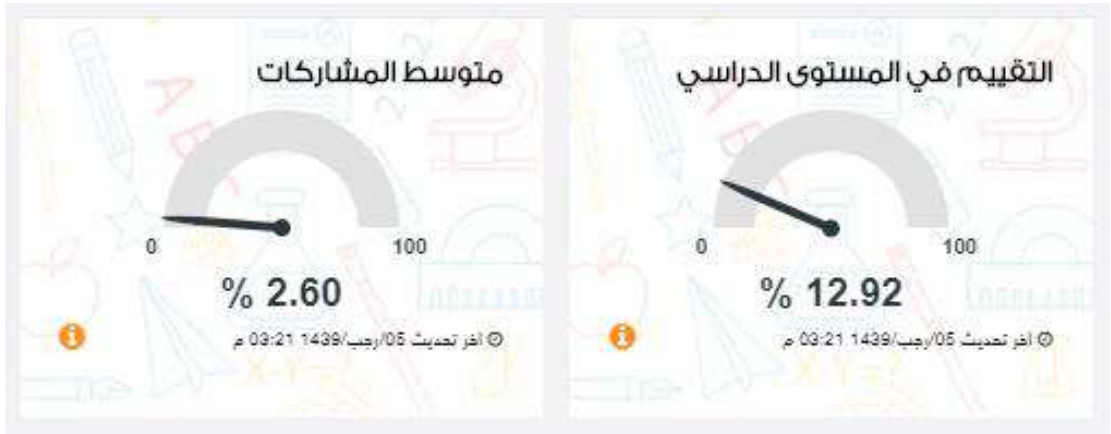 التقييم في المستوى الدراسي
0
100
% 12.92
اخر تحديث 05/رجب/1439 03:21 م
متوسط المشاركات
0
100
% 2.60
اخر تحديث 05/رجب/1439 03:21 م